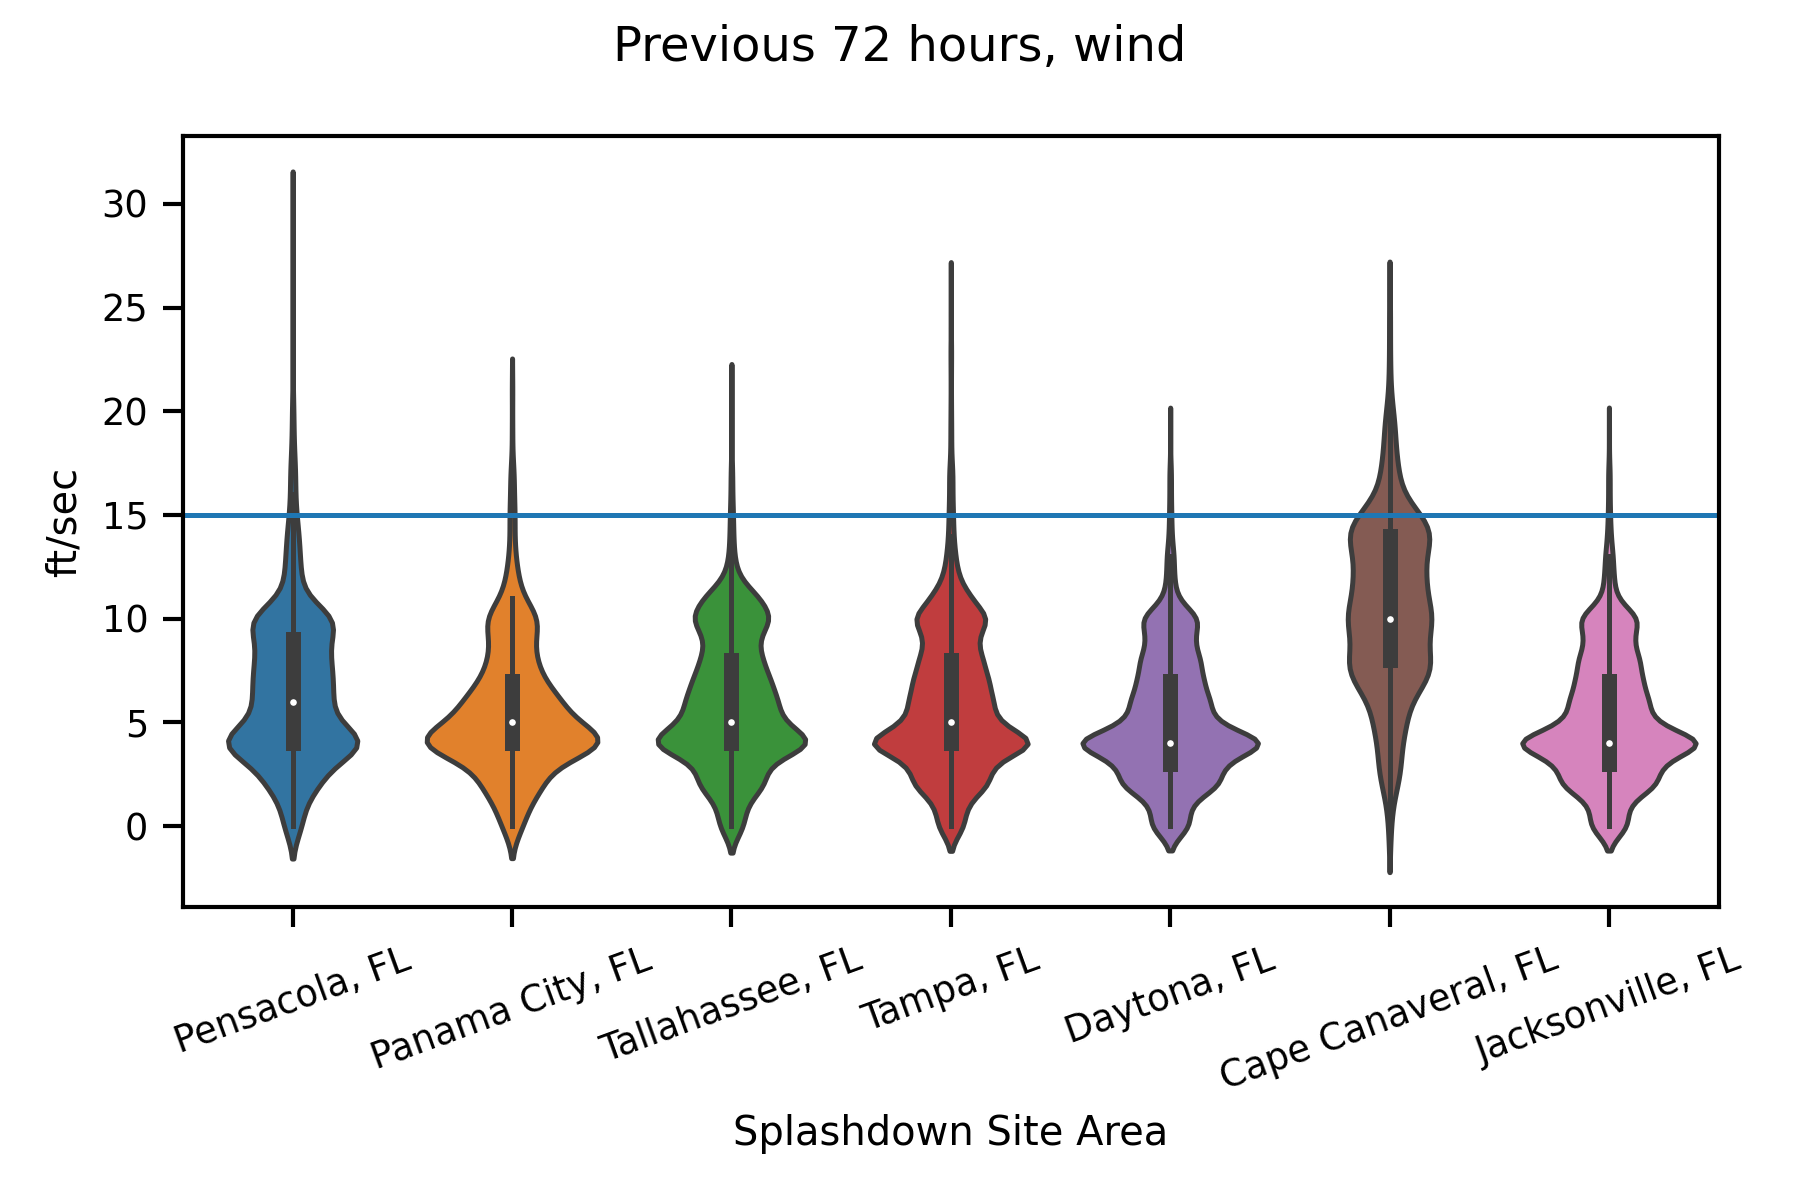 Previous 72 hours, wind
30
25
20
15
10
5
0
ft/sec
Pensacola, FL
Panama City, FL
Tallahassee, FL
Tampa, FL
Daytona, FL
Cape Canaveral, FL
Jacksonville, FL
Splashdown Site Area